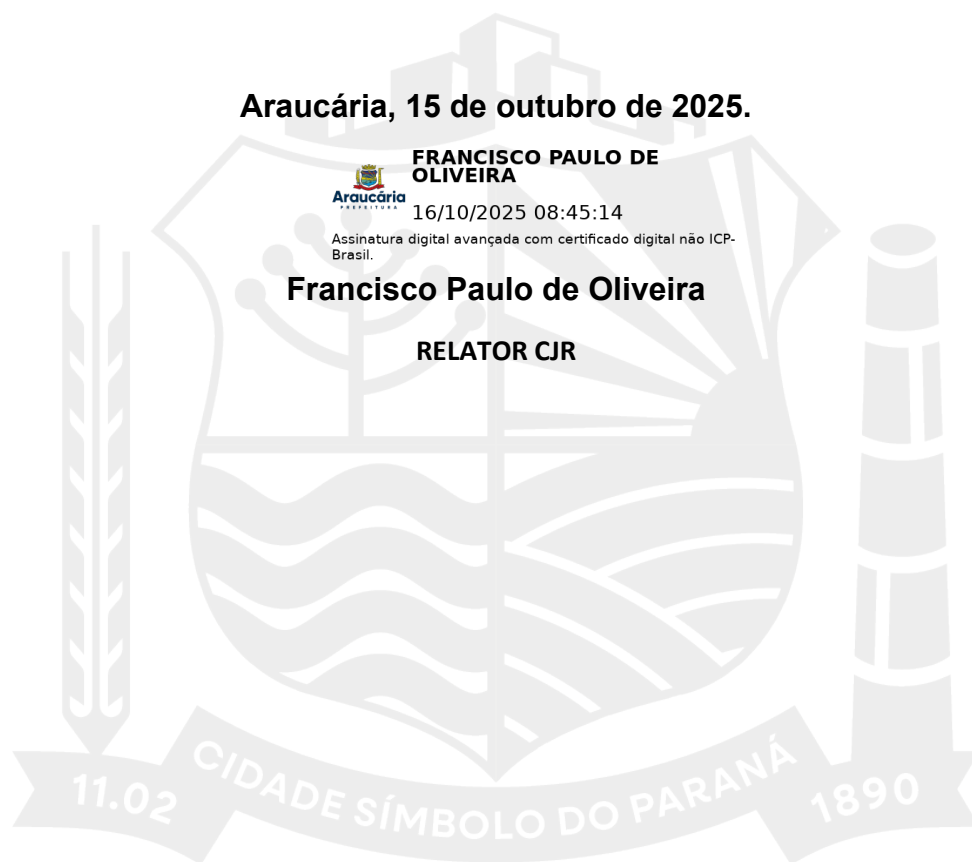 Araucária, 15 de outubro de 2025.
FRANCISCO PAULO DE
OLIVEIRA
Araucária
PREFEITURA
16/10/2025 08:45:14
Assinatura digital avançada com certificado digital não ICP-
Brasil.
Francisco Paulo de Oliveira
RELATOR CJR
11.02
CIDADE SÍMBOLO DO PARANÁ
1890